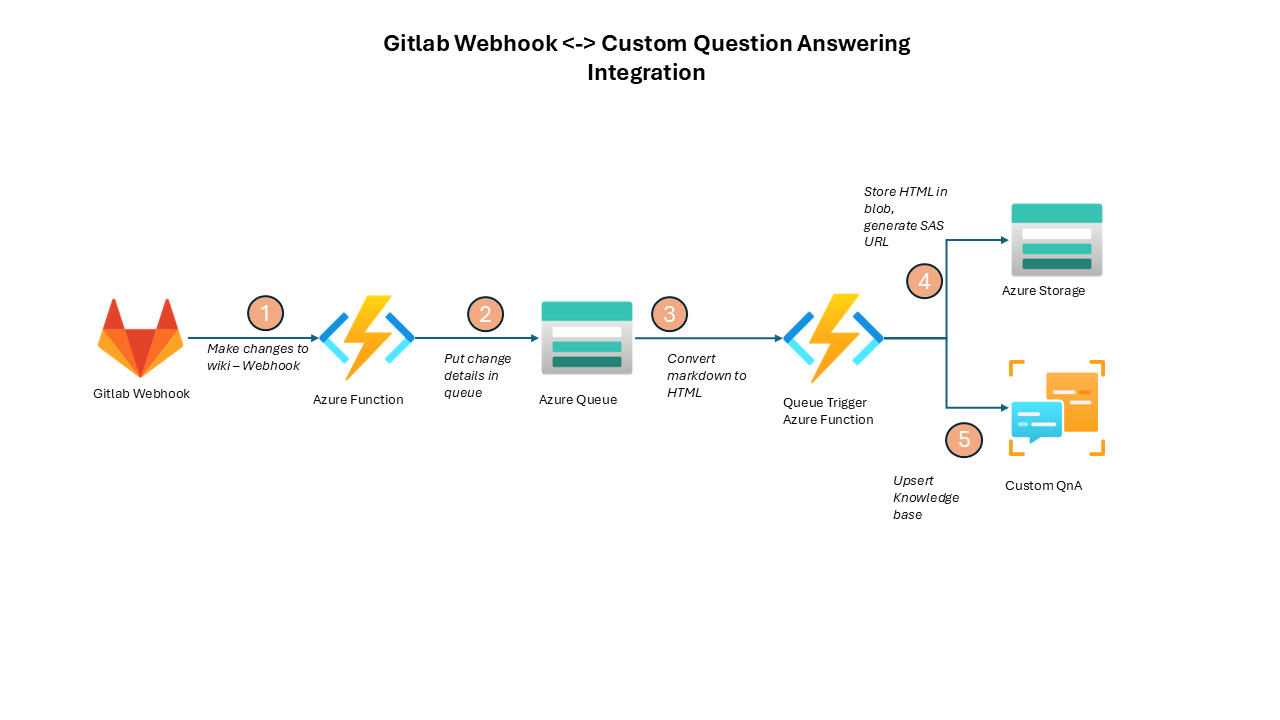 Gitlab Webhook <-> Custom Question Answering
Integration
Store HTML in
blob,
generate SAS
URL
4
Azure Storage
1
Make changes to
wiki – Webhook
Gitlab Webhook
2
Put change
details in
queue
Azure Function
3
Convert
markdown to
HTML
Azure Queue
Queue Trigger
Azure Function
5
Upsert
Knowledge
base
Custom QnA